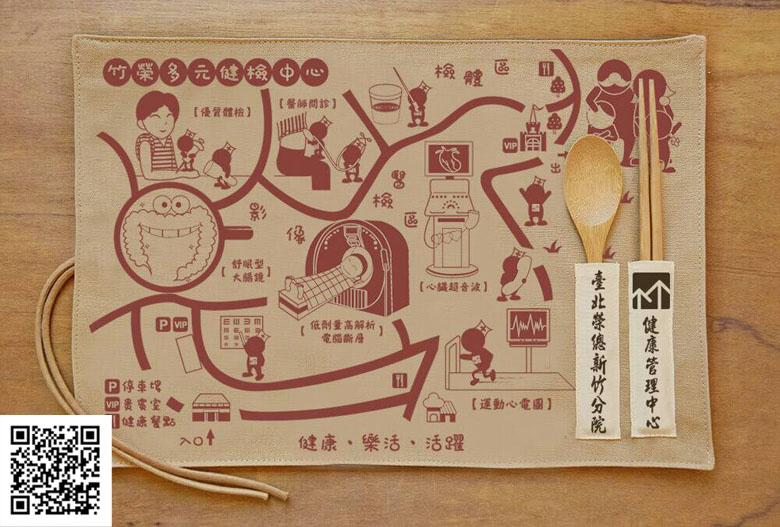 竹榮多元健檢中心
【優質體檢】
【醫師問診】
檢體區
VIP
出
醫檢區
影像
【舒眠型
大腸鏡】
【心臟超音波】
【低劑量高解析
電腦斷層】
P VIP
【運動心電圖】
P 停車場
VIP 貴賓室
健康餐點
入口
健康、樂活、活躍
臺北榮總新竹分院
健康管理中心